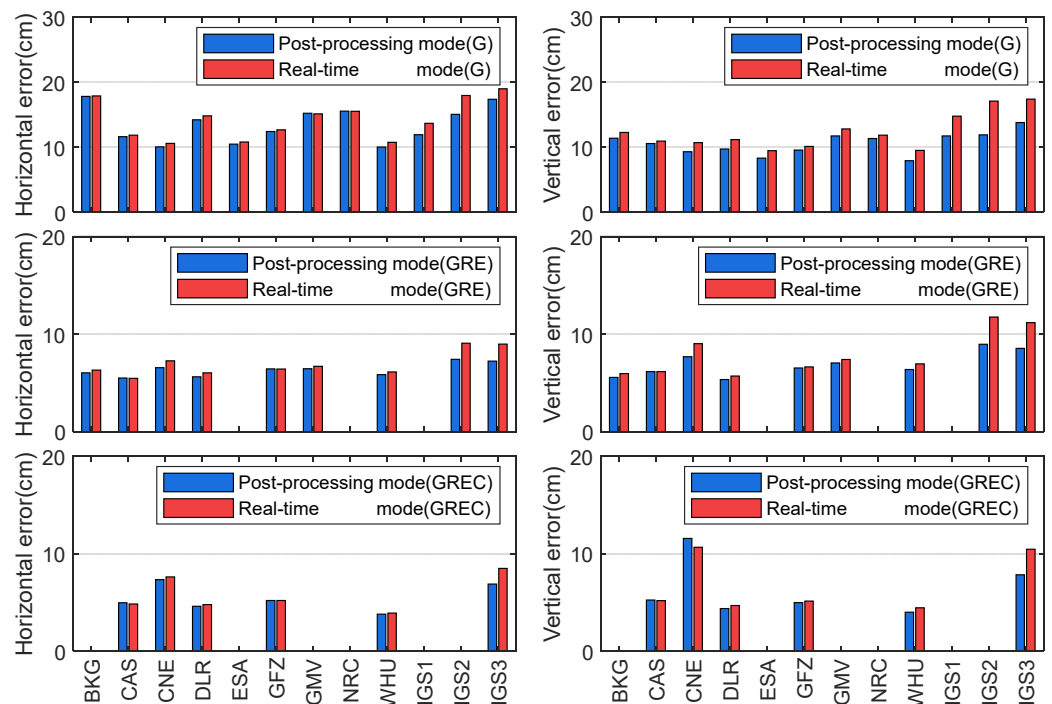 Horizontal error(cm)
30
20
10
0
Post-processing mode(G)
Real-time mode(G)
Vertical error(cm)
30
20
10
0
Post-processing mode(G)
Real-time mode(G)
Horizontal error(cm)
20
10
0
Post-processing mode(GRE)
Real-time mode(GRE)
Vertical error(cm)
20
10
0
Post-processing mode(GRE)
Real-time mode(GRE)
Horizontal error(cm)
20
10
0
Post-processing mode(GREC)
Real-time mode(GREC)
BKG
CAS
CNE
DLR
ESA
GFZ
GMV
NRC
WHU
IGS1
IGS2
IGS3
Vertical error(cm)
20
10
0
Post-processing mode(GREC)
Real-time mode(GREC)
BKG
CAS
CNE
DLR
ESA
GFZ
GMV
NRC
WHU
IGS1
IGS2
IGS3